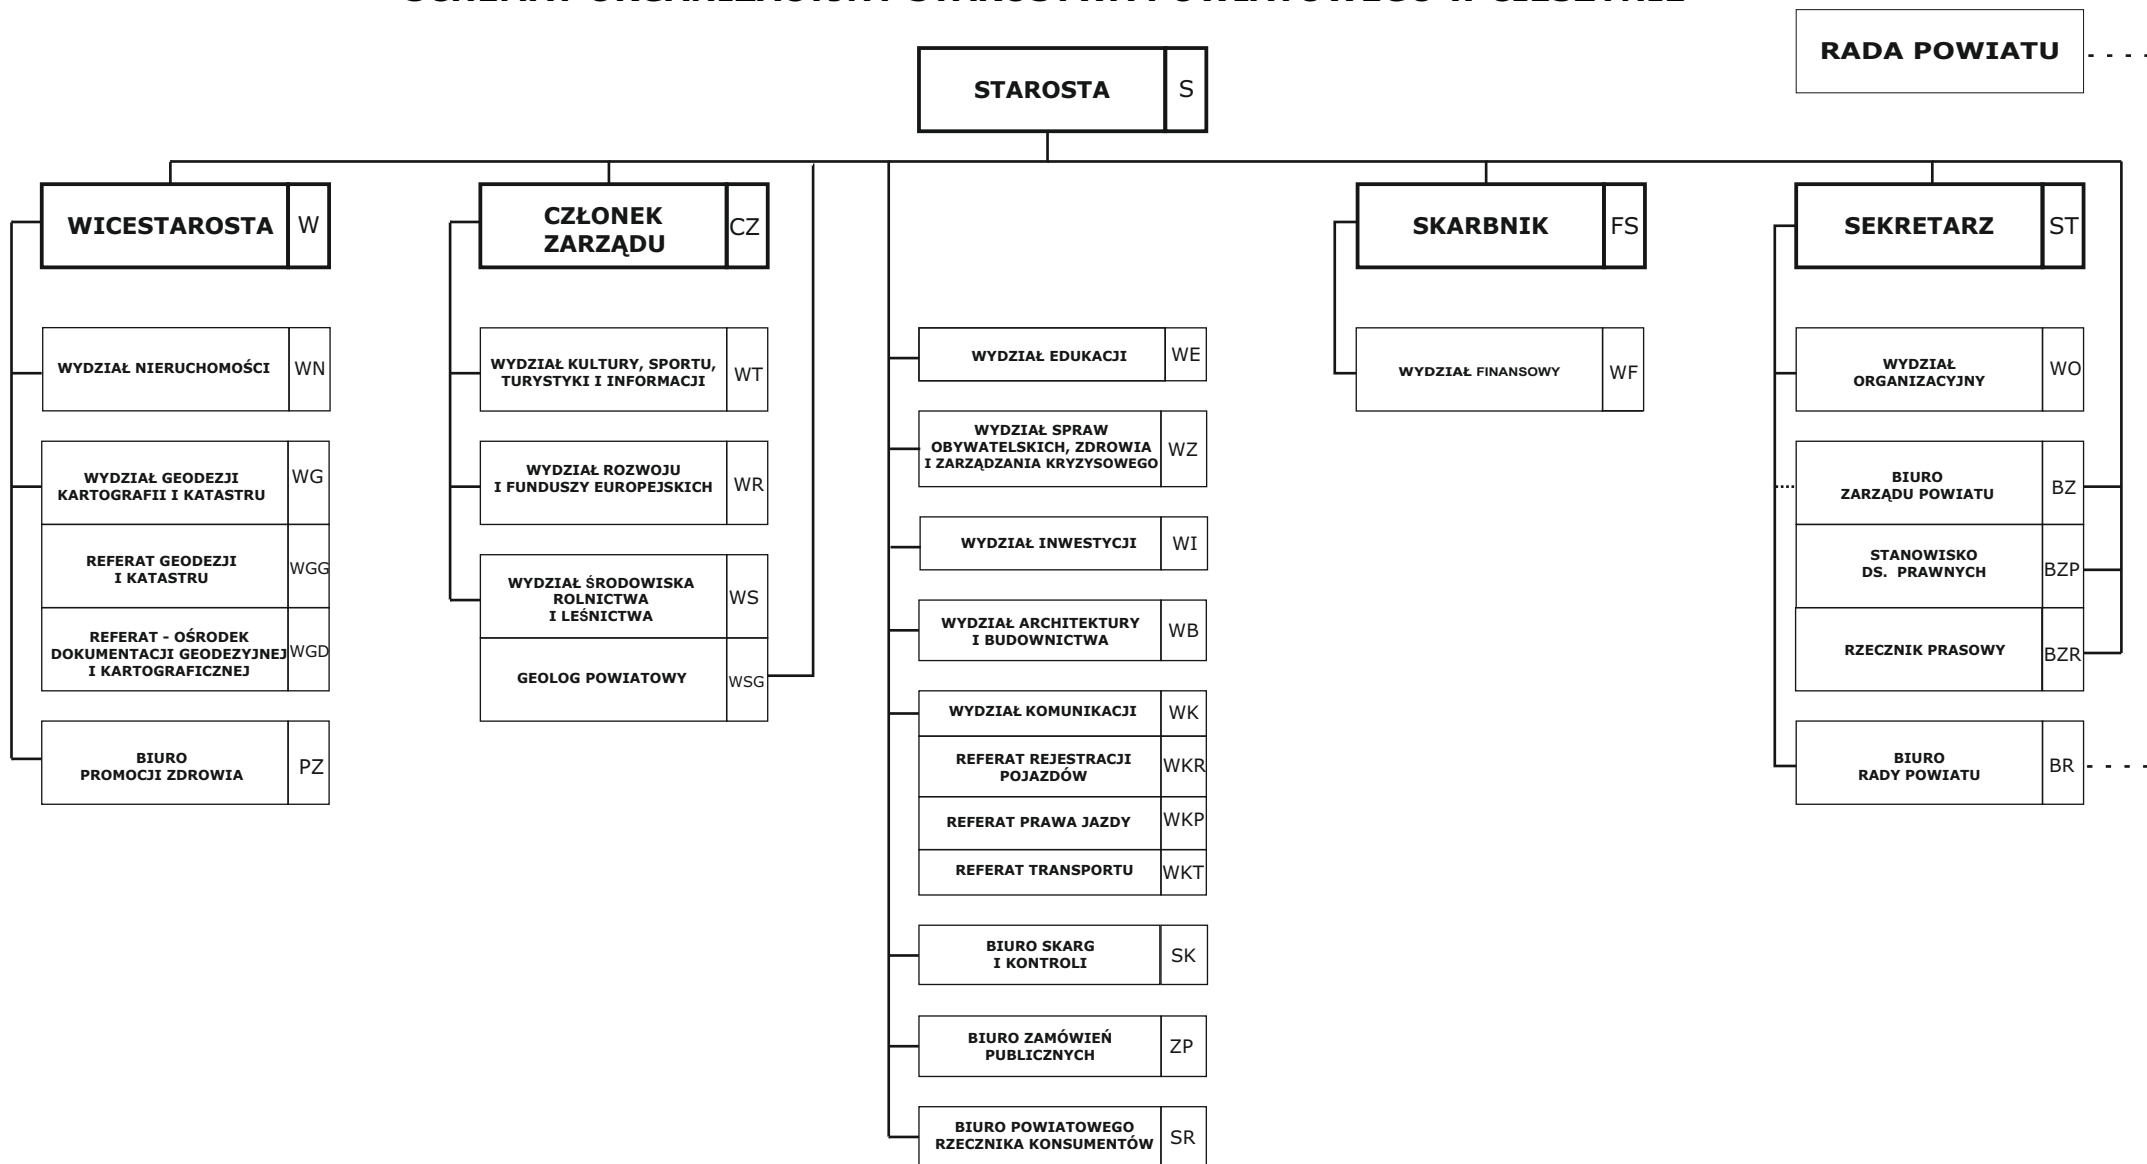 RADA POWIATU
STAROSTA S
WICESTAROSTA W
CZŁONEK
ZARZĄDU
CZ
SKARBNIK FS
SEKRETARZ ST
WYDZIAŁ NIERUCHOMOŚCI WN
WYDZIAŁ GEODEZJI
KARTOGRAFII I KATASTRU
WG
REFERAT GEODEZJI
I KATASTRU
WGG
REFERAT - OŚRODEK
DOKUMENTACJI GEODEZYJNEJ
I KARTOGRAFICZNEJ
WGD
BIURO
PROMOCJI ZDROWIA
PZ
WYDZIAŁ KULTURY, SPORTU,
TURYSTYKI I INFORMACJI
WT
WYDZIAŁ ROZWOJU
I FUNDUSZY EUROPEJSKICH
WR
WYDZIAŁ ŚRODOWISKA
ROLNICTWA
I LEŚNICTWA
WS
GEOLOG POWIATOWY WSG
WYDZIAŁ EDUKACJI WE
WYDZIAŁ SPRAW
OBYWATELSKICH, ZDROWIA
I ZARZĄDZANIA KRYZYSOWEGO
WZ
WYDZIAŁ INWESTYCJI WI
WYDZIAŁ ARCHITEKTURY
I BUDOWNICTWA
WB
WYDZIAŁ KOMUNIKACJI WK
REFERAT REJESTRACJI
POJAZDÓW
WKR
REFERAT PRAWA JAZDY WKP
REFERAT TRANSPORTU WKT
BIURO SKARG
I KONTROLI
SK
BIURO ZAMÓWIEŃ
PUBLICZNYCH
ZP
BIURO POWIATOWEGO
RZECZNIKA KONSUMENTÓW
SR
WYDZIAŁ FINANSOWY WF
WYDZIAŁ
ORGANIZACYJNY
WO
BIURO
ZARZĄDU POWIATU
BZ
STANOWISKO
DS. PRAWNYCH
BZP
RZECZNIK PRASOWY BZR
BIURO
RADY POWIATU
BR